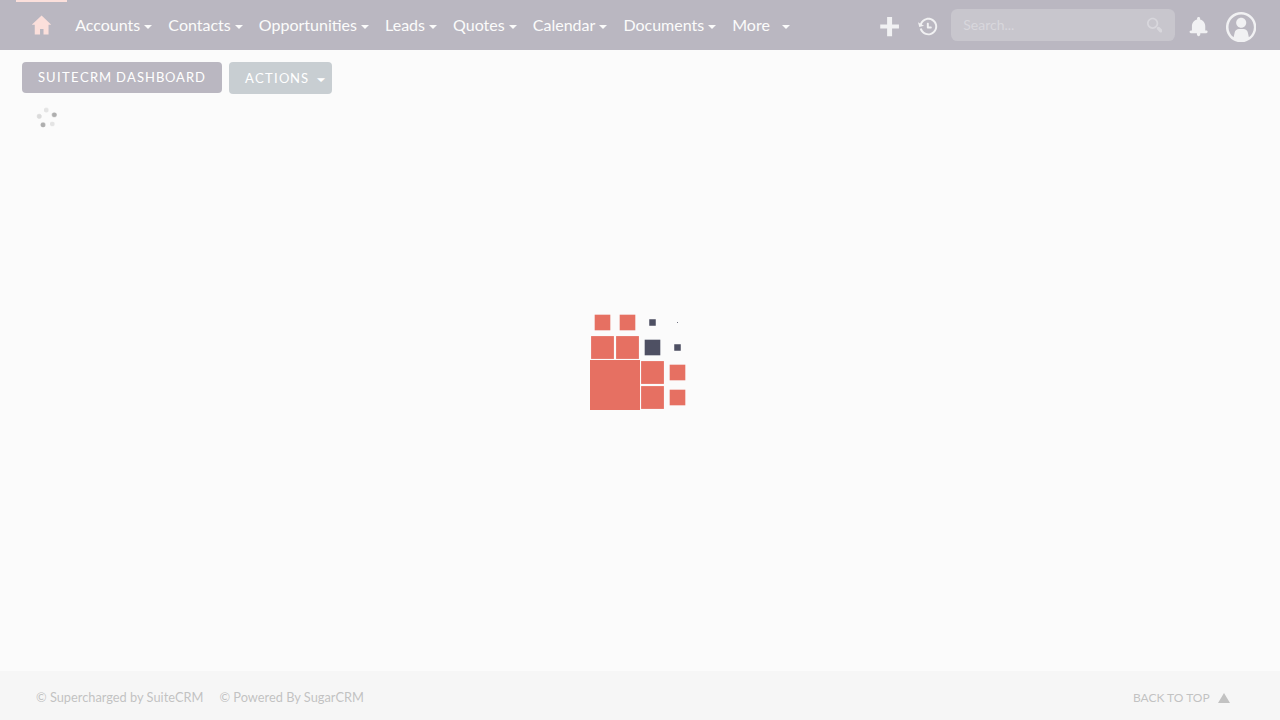 Accounts Contacts Opportunities Leads Quotes Calendar Documents More Search...
SUITECRM DASHBOARD ACTIONS
© Supercharged by SuiteCRM © Powered By SugarCRM BACK TO TOP